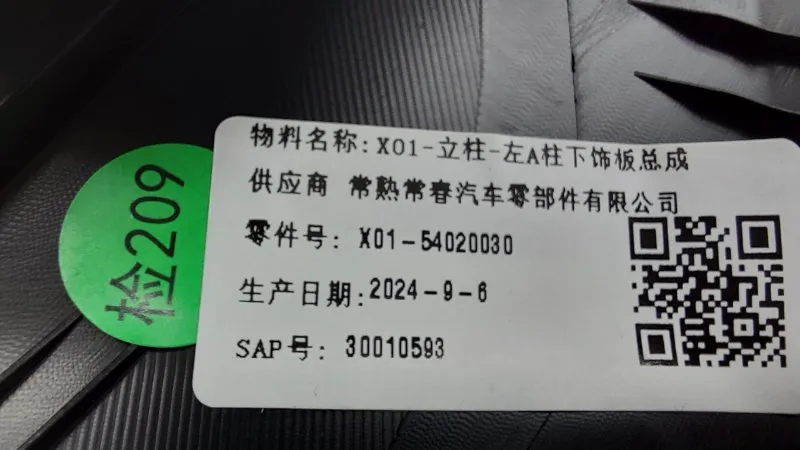 物料名称:X01-立柱-左A柱下饰板总成
供应商 常熟常春汽车零部件有限公司
零件号: X01-54020030
生产日期:2024-9-6
SAP号: 30010593
检209